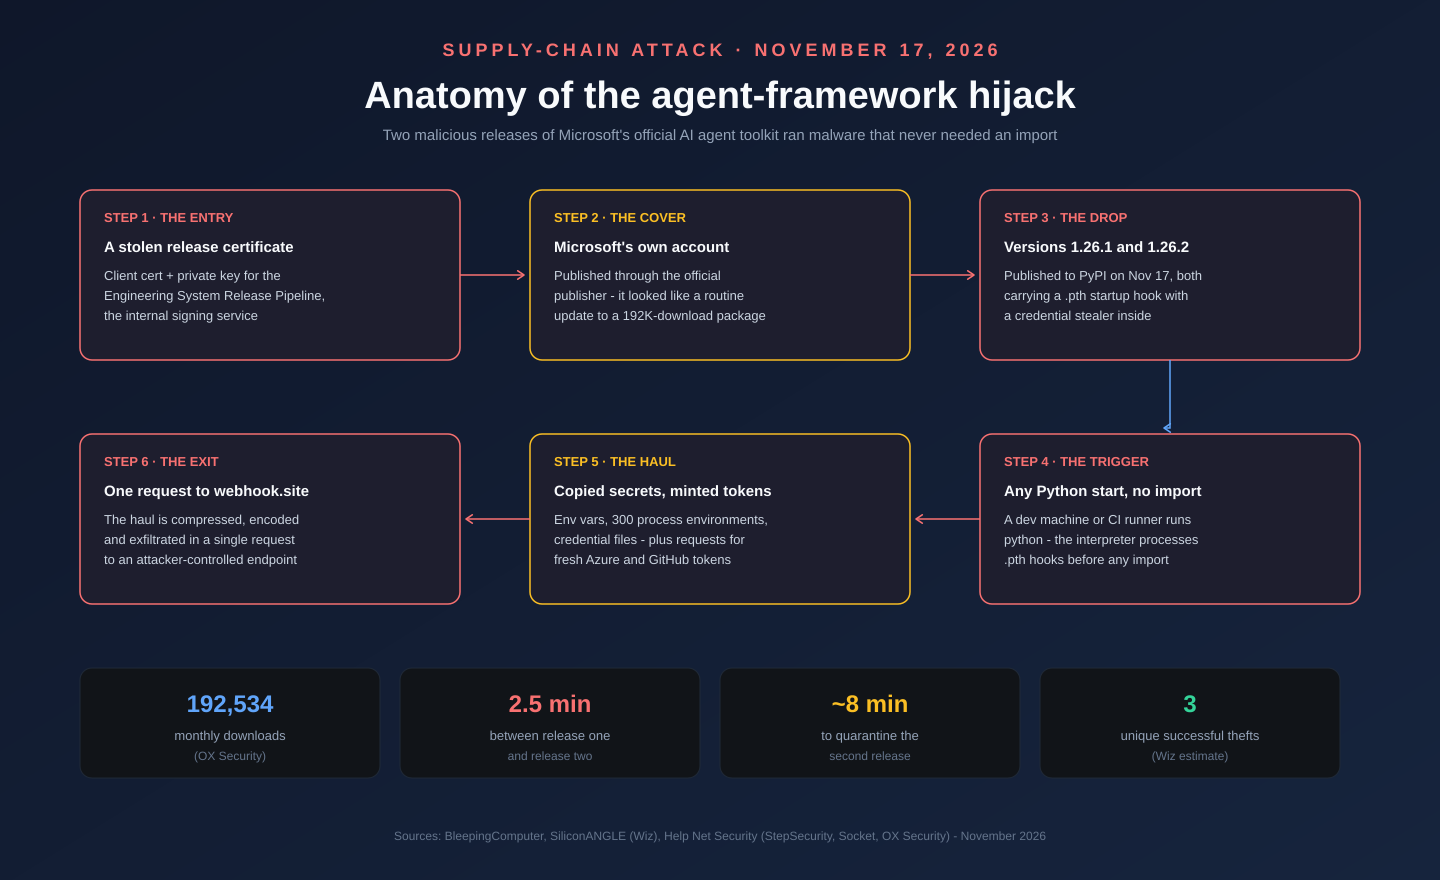 SUPPLY-CHAIN ATTACK · NOVEMBER 17, 2026
Anatomy of the agent-framework hijack
Two malicious releases of Microsoft's official AI agent toolkit ran malware that never needed an import
STEP 1 · THE ENTRY
A stolen release certificate
Client cert + private key for the
Engineering System Release Pipeline,
the internal signing service
STEP 2 · THE COVER
Microsoft's own account
Published through the official
publisher - it looked like a routine
update to a 192K-download package
STEP 3 · THE DROP
Versions 1.26.1 and 1.26.2
Published to PyPI on Nov 17, both
carrying a .pth startup hook with
a credential stealer inside
STEP 4 · THE TRIGGER
Any Python start, no import
A dev machine or CI runner runs
python - the interpreter processes
.pth hooks before any import
STEP 5 · THE HAUL
Copied secrets, minted tokens
Env vars, 300 process environments,
credential files - plus requests for
fresh Azure and GitHub tokens
STEP 6 · THE EXIT
One request to webhook.site
The haul is compressed, encoded
and exfiltrated in a single request
to an attacker-controlled endpoint
192,534
monthly downloads
(OX Security)
2.5 min
between release one
and release two
~8 min
to quarantine the
second release
3
unique successful thefts
(Wiz estimate)
Sources: BleepingComputer, SiliconANGLE (Wiz), Help Net Security (StepSecurity, Socket, OX Security) - November 2026